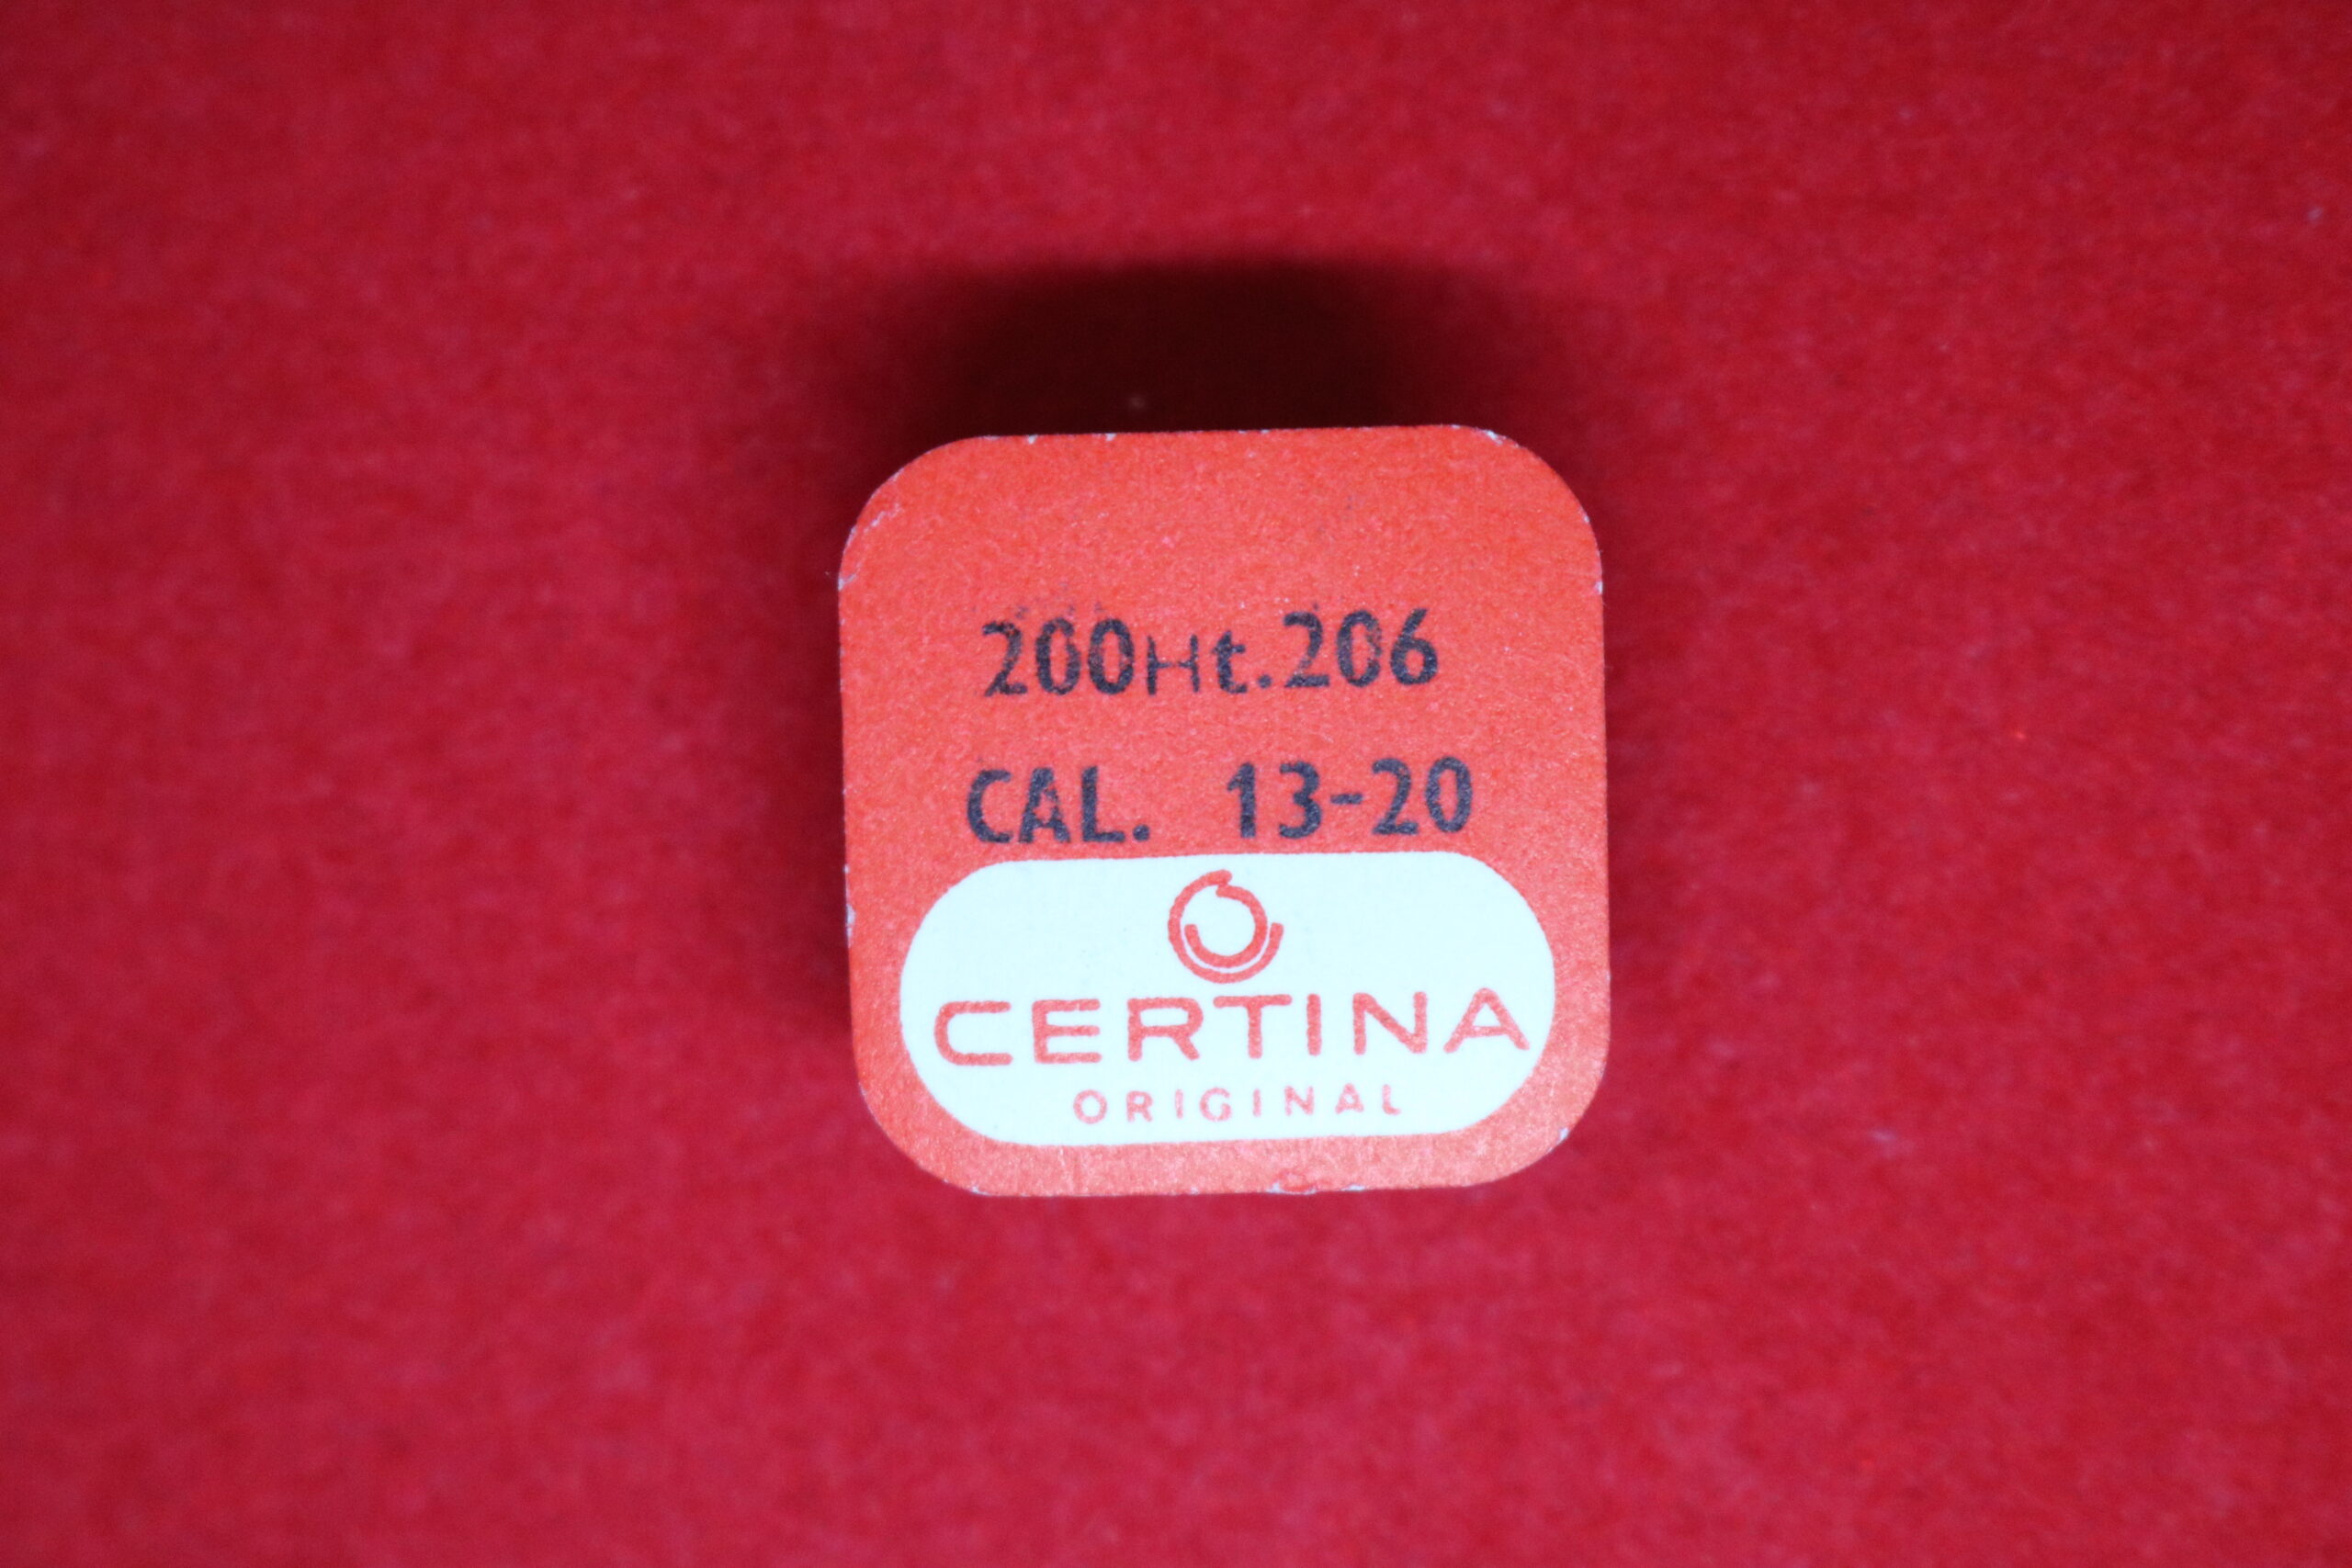 200Ht.206
CAL. 13-20
CERTINA
ORIGINAL